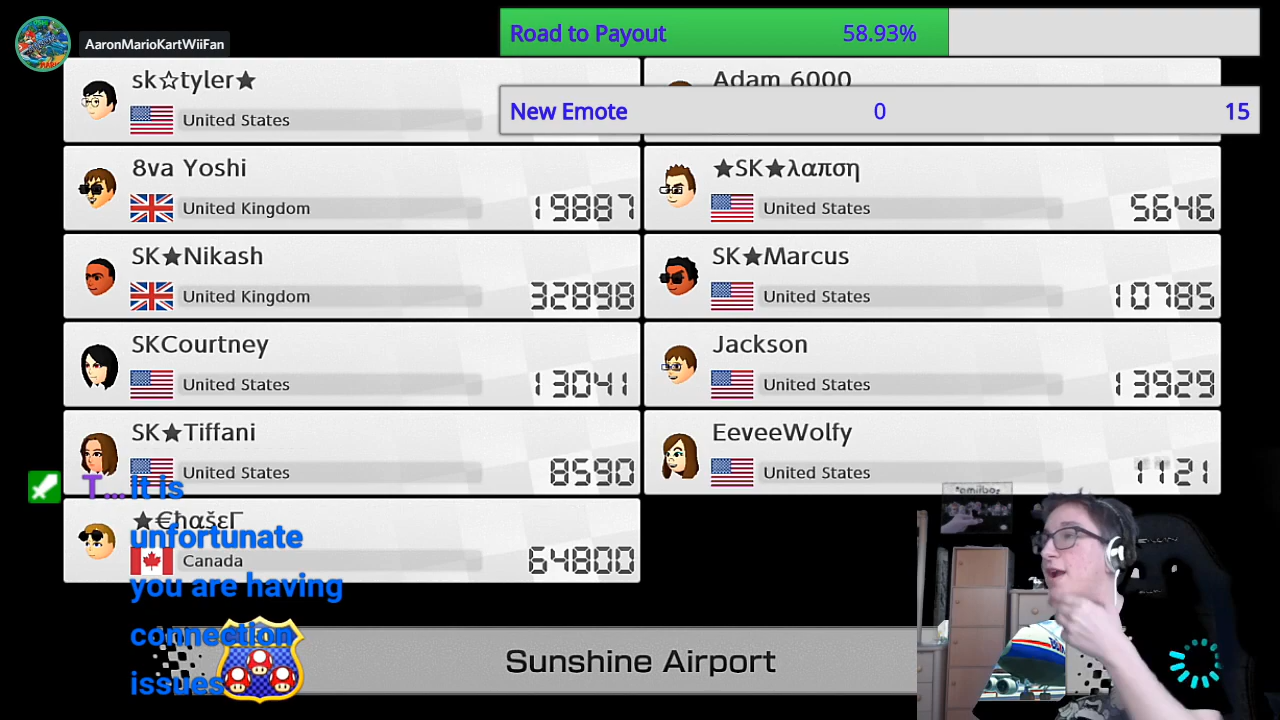 AaronMarioKartWiiFan
Road to Payout 58.93%
New Emote 0 15
sk☆tyler★
United States
Adam 6000
8va Yoshi
United Kingdom 19887
★SK★λαπση
United States 5646
SK★Nikash
United Kingdom 32898
SK★Marcus
United States 10785
SKCourtney
United States 13041
Jackson
United States 13929
SK★Tiffani
United States 8590
EeveeWolfy
United States 1121
★€ħαšεΓ
Canada 64800
T... It is
unfortunate
you are having
connection
issues
Sunshine Airport